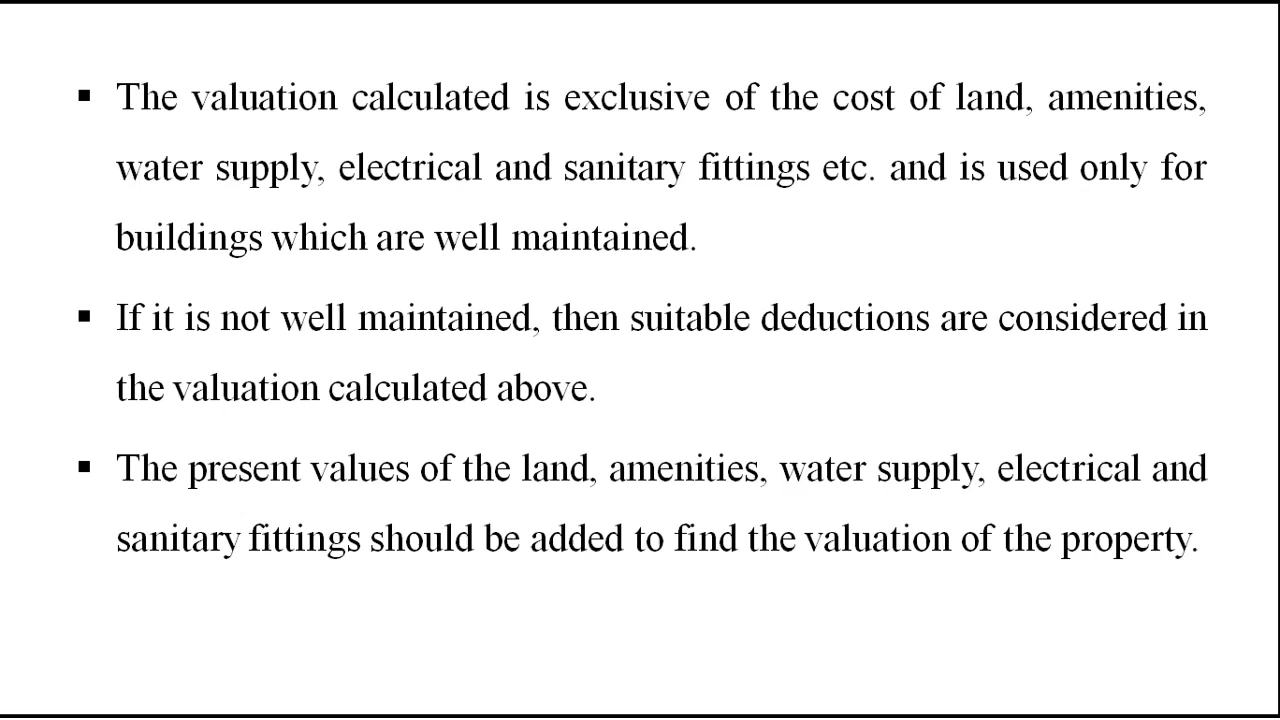 ▪ The valuation calculated is exclusive of the cost of land, amenities,
water supply, electrical and sanitary fittings etc. and is used only for
buildings which are well maintained.
▪ If it is not well maintained, then suitable deductions are considered in
the valuation calculated above.
▪ The present values of the land, amenities, water supply, electrical and
sanitary fittings should be added to find the valuation of the property.